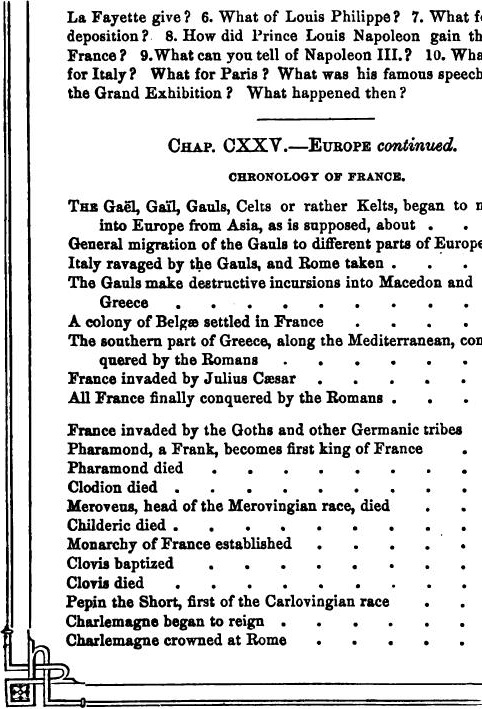 La Fayette give? 6. What of Louis Philippe? 7. What
deposition? 8. How did Prince Louis Napoleon gain
France? 9. What can you tell of Napoleon III.? 10.
for Italy? What for Paris? What was his famous speech
the Grand Exhibition? What happened then?
CHAP. CXXV.—EUROPE continued.
CHRONOLOGY OF FRANCE.
THE Gaël, Gaïl, Gauls, Celts or rather Kelts, began to
into Europe from Asia, as is supposed, about . .
General migration of the Gauls to different parts of Europe
Italy ravaged by the Gauls, and Rome taken . . .
The Gauls make destructive incursions into Macedon and
Greece . . . . . . . . .
A colony of Belgæ settled in France . . . .
The southern part of Greece, along the Mediterranean, con
quered by the Romans . . . . . .
France invaded by Julius Cæsar . . . . .
All France finally conquered by the Romans . . .
France invaded by the Goths and other Germanic tribes
Pharamond, a Frank, becomes first king of France .
Pharamond died . . . . . . . .
Clodion died . . . . . . . . .
Meroveus, head of the Merovingian race, died . .
Childeric died . . . . . . . . .
Monarchy of France established . . . . .
Clovis baptized . . . . . . . .
Clovis died . . . . . . . . .
Pepin the Short, first of the Carlovingian race . .
Charlemagne began to reign . . . . . .
Charlemagne crowned at Rome . . . . .